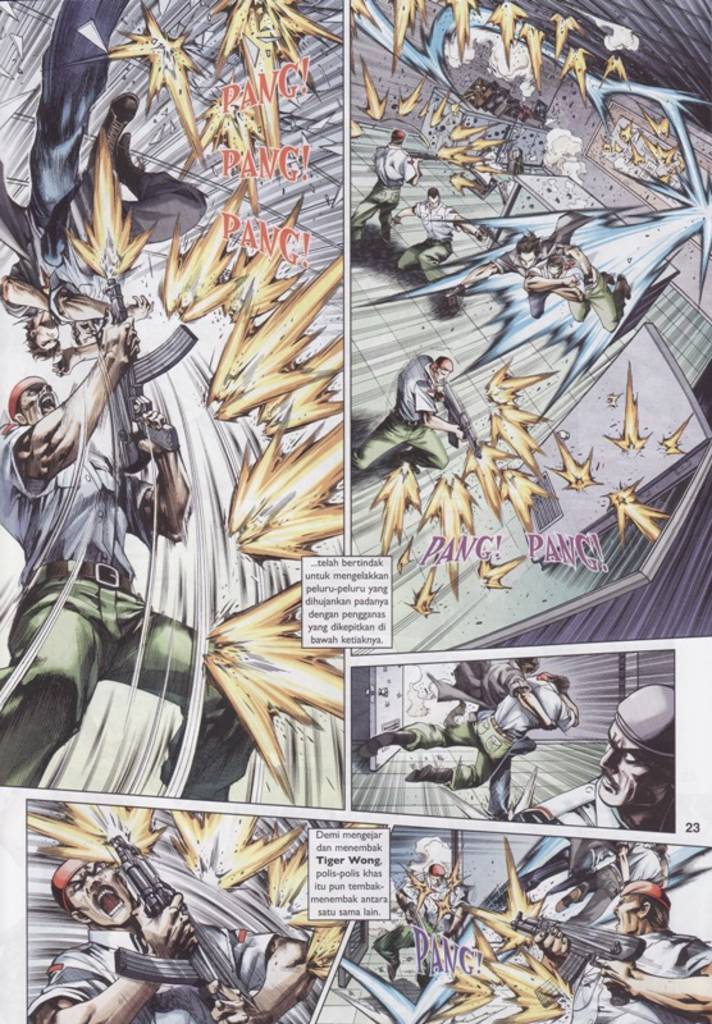 PANG!
PANG!
PANG!
PANG! PANG!
...telah bertindak
untuk mengelakkan
peluru-peluru yang
dihujankan padanya
dengan pengganas
yang dikepitkan di
bawah ketiaknya.
23
Demi mengejar
dan menembak
Tiger Wong,
polis-polis khas
itu pun tembak-
menembak antara
satu sama lain.
PANG!